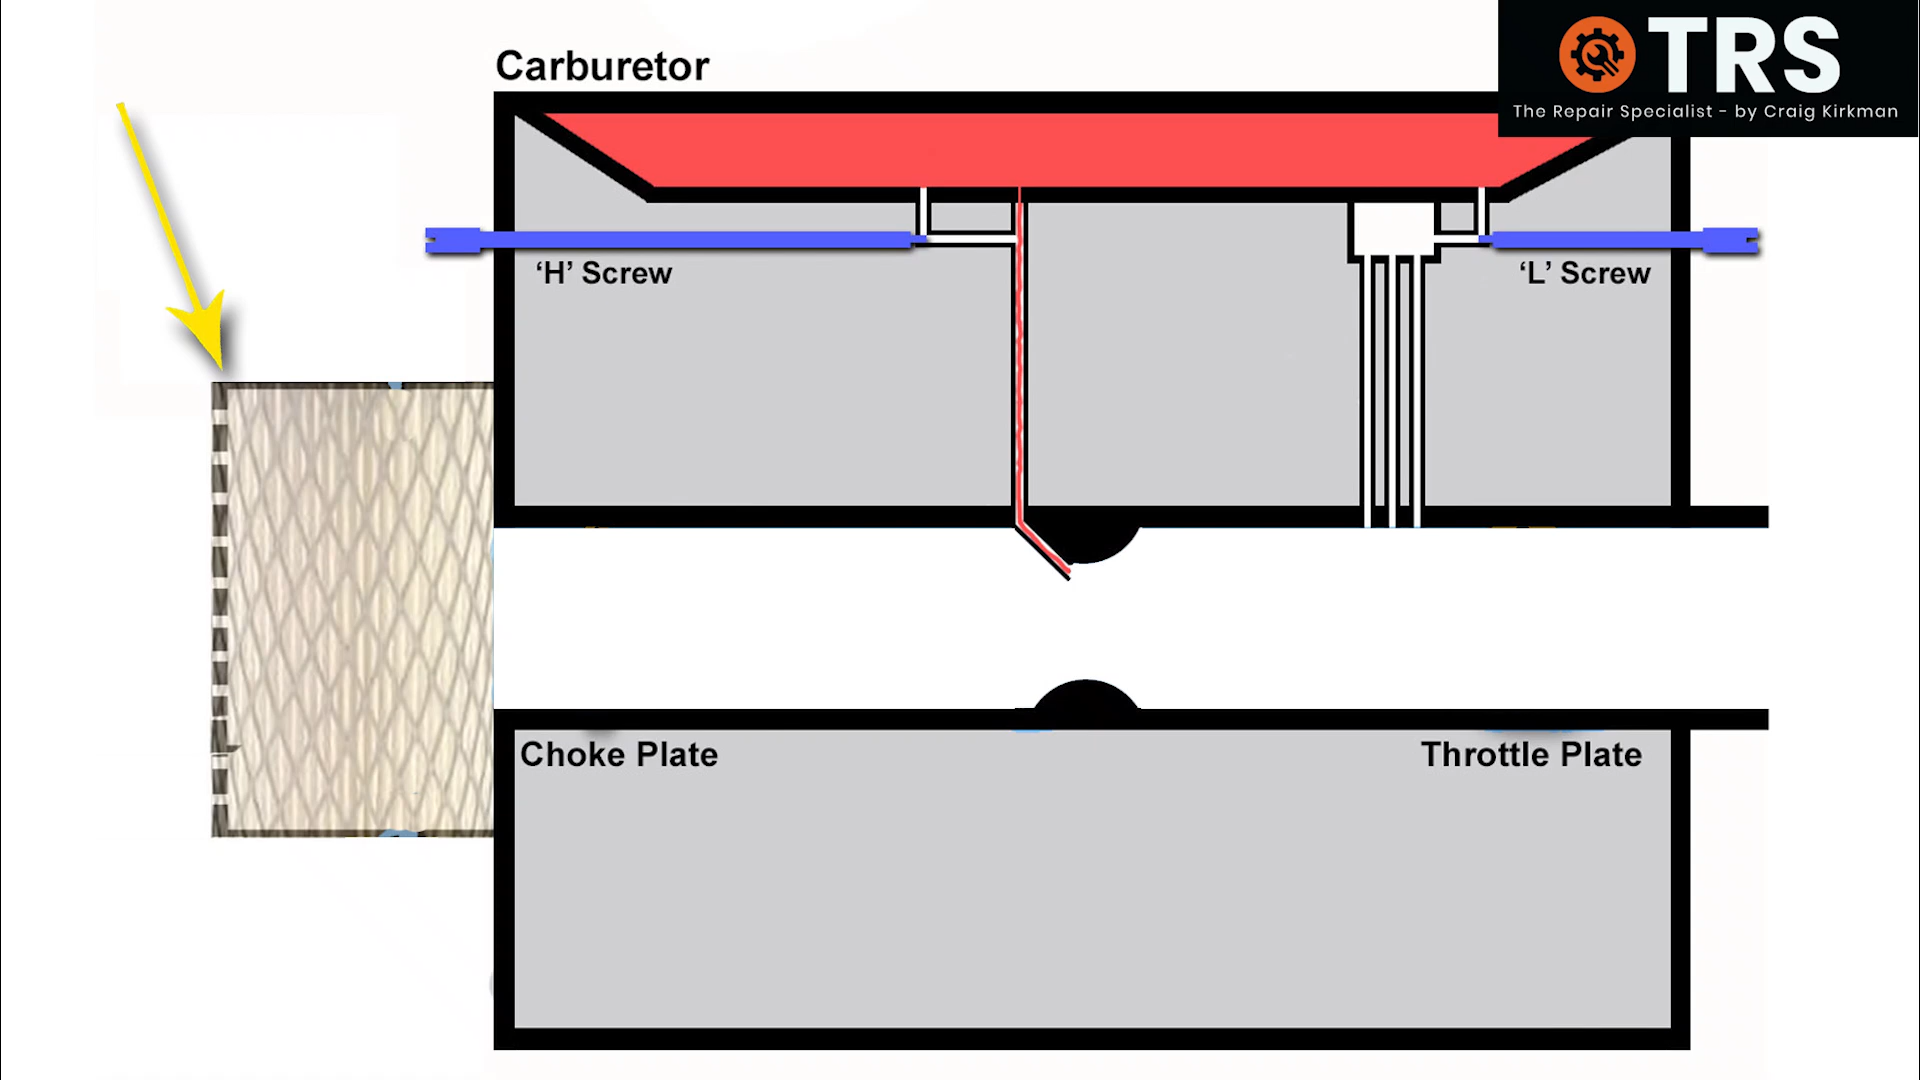 Carburetor
TRS
The Repair Specialist - by Craig Kirkman
‘H’ Screw
‘L’ Screw
Choke Plate
Throttle Plate